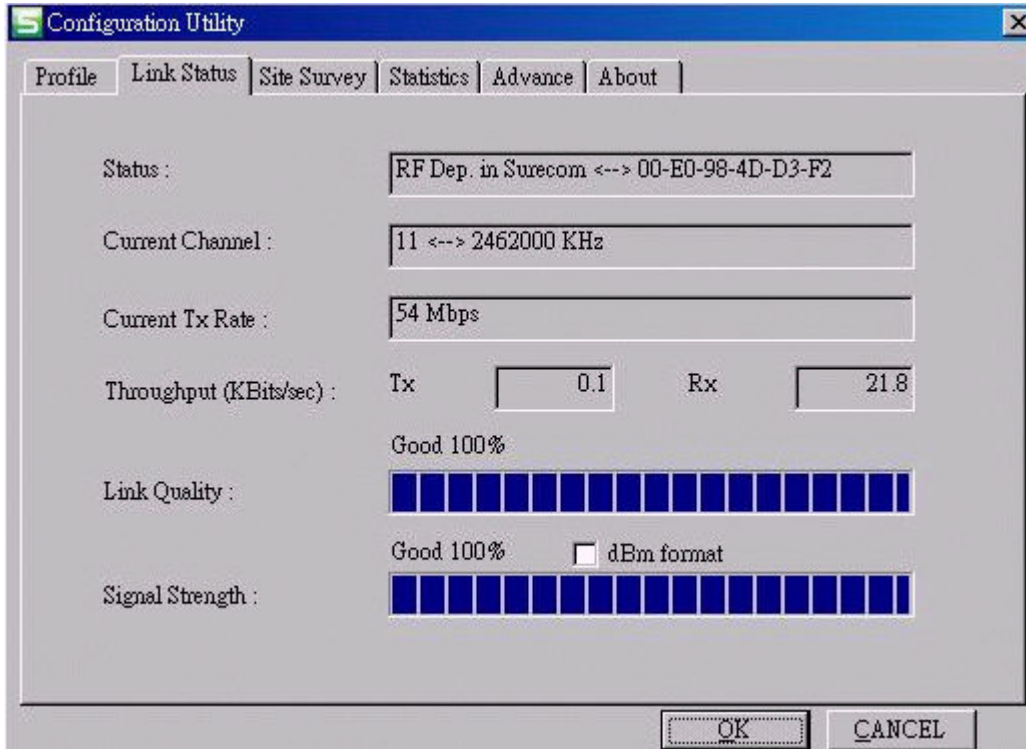 S Configuration Utility
Profile Link Status Site Survey Statistics Advance About
Status : RF Dep. in Surecom <--> 00-E0-98-4D-D3-F2
Current Channel : 11 <--> 2462000 KHz
Current Tx Rate : 54 Mbps
Throughput (KBits/sec) : Tx 0.1 Rx 21.8
Good 100%
Link Quality :
Good 100% dBm format
Signal Strength :
OK CANCEL